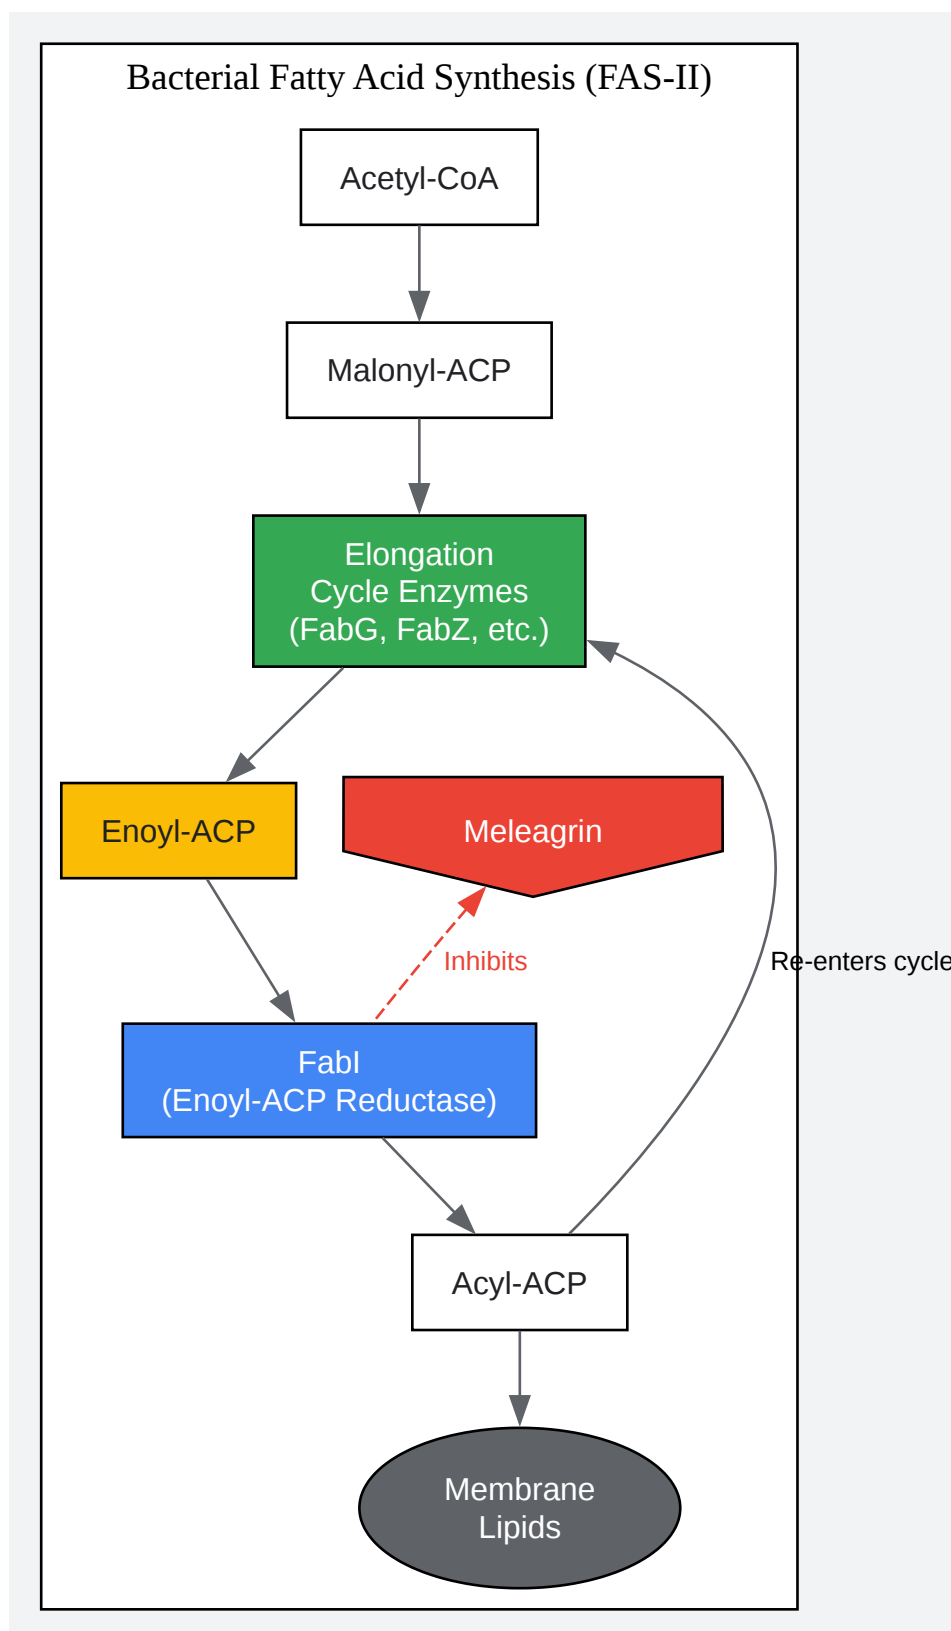 Bacterial Fatty Acid Synthesis (FAS-II)
Acetyl-CoA
Malonyl-ACP
Elongation
Cycle Enzymes
(FabG, FabZ, etc.)
Enoyl-ACP
Meleagrin
Inhibits
Re-enters cycle
FabI
(Enoyl-ACP Reductase)
Acyl-ACP
Membrane
Lipids